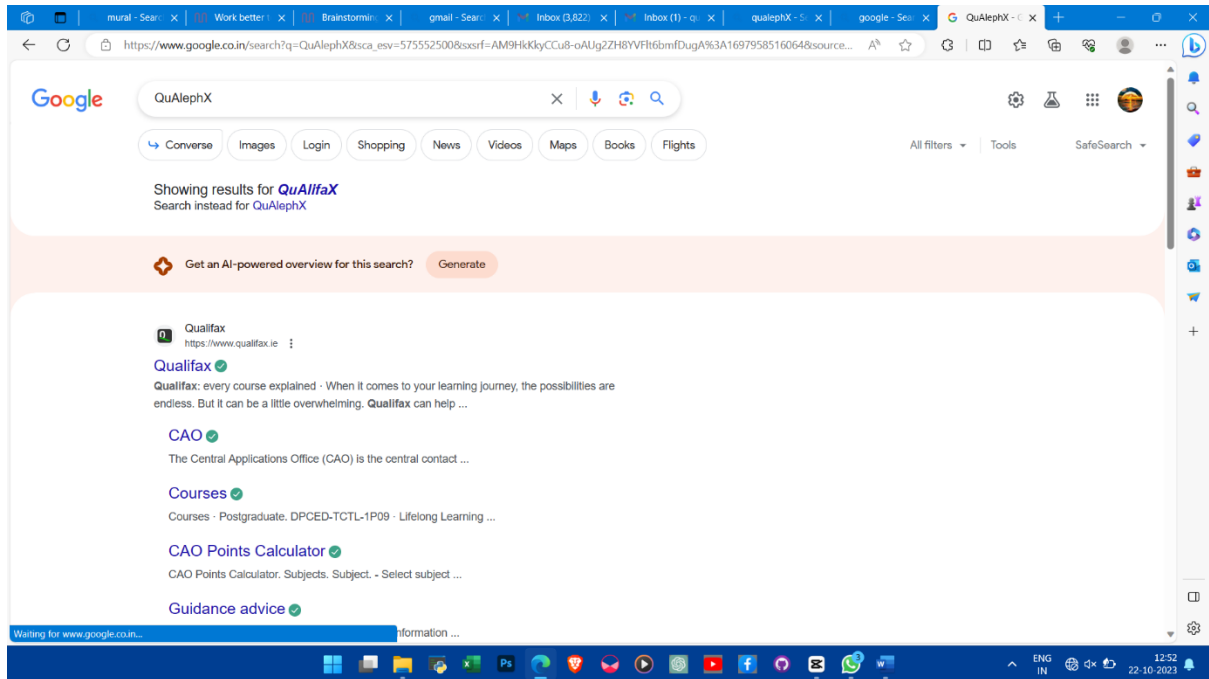 mural - Searc
Work better t
Brainstorming
gmail - Searc
Inbox (3,822)
Inbox (1) - qu
qualephX - Se
google - Sear
QuAlephX - G
https://www.google.co.in/search?q=QuAlephX&sca_esv=575552500&sxsrf=AM9HkKkyCCu8-oAUg2ZH8YVFlt6bmfDugA%3A1697958516064&source...
Google
QuAlephX
Converse Images Login Shopping News Videos Maps Books Flights
All filters Tools SafeSearch
Showing results for QuAlifaX
Search instead for QuAlephX
Get an AI-powered overview for this search? Generate
Qualifax
https://www.qualifax.ie
Qualifax
Qualifax: every course explained · When it comes to your learning journey, the possibilities are
endless. But it can be a little overwhelming. Qualifax can help ...
CAO
The Central Applications Office (CAO) is the central contact ...
Courses
Courses · Postgraduate. DPCED-TCTL-1P09 · Lifelong Learning ...
CAO Points Calculator
CAO Points Calculator. Subjects. Subject. - Select subject ...
Guidance advice
Waiting for www.google.co.in...
nformation ...
Ps
3
ENG
IN
12:52
22-10-2023